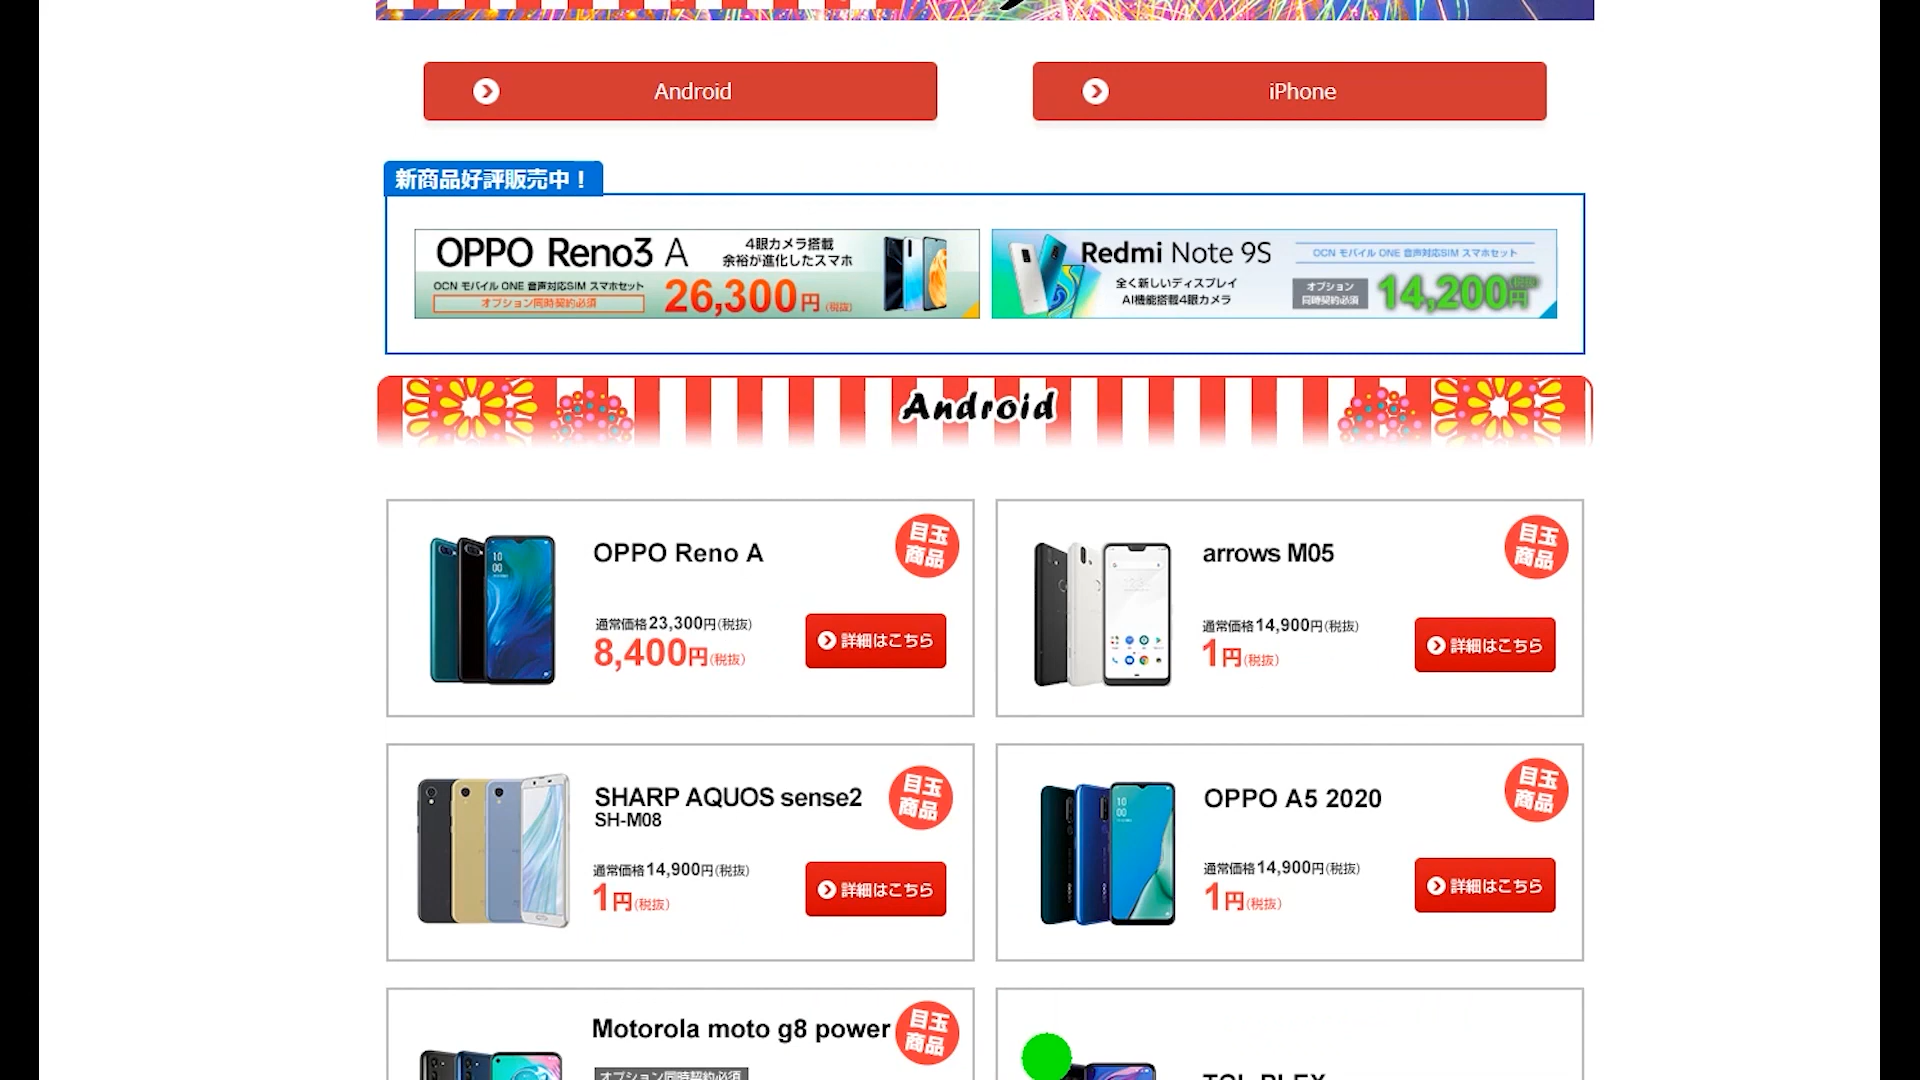 Android
iPhone
新商品好評販売中！
OPPO Reno3 A
4眼カメラ搭載
余裕が進化したスマホ
OCN モバイル ONE 音声対応SIM スマホセット
オプション同時契約必須
26,300円(税抜)
Redmi Note 9S
OCN モバイル ONE 音声対応SIM スマホセット
全く新しいディスプレイ
AI機能搭載4眼カメラ
オプション
同時契約必須
14,200円(税抜)
Android
OPPO Reno A
目玉
商品
通常価格23,300円(税抜)
8,400円(税抜)
詳細はこちら
arrows M05
目玉
商品
通常価格14,900円(税抜)
1円(税抜)
詳細はこちら
SHARP AQUOS sense2
SH-M08
目玉
商品
通常価格14,900円(税抜)
1円(税抜)
詳細はこちら
OPPO A5 2020
目玉
商品
通常価格14,900円(税抜)
1円(税抜)
詳細はこちら
Motorola moto g8 power
目玉
商品
オプション同時契約必須
TCL PLEX